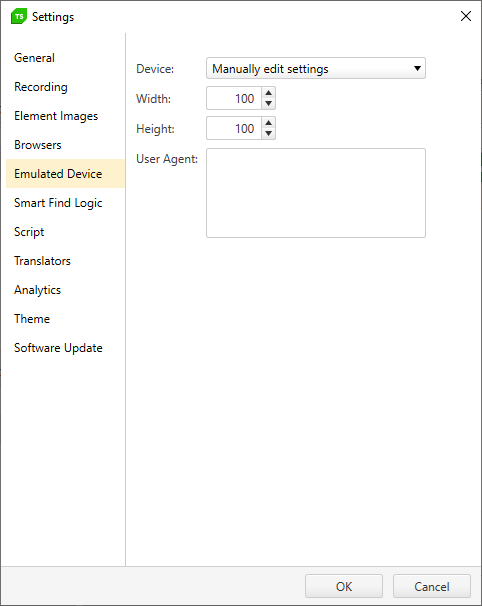 TS Settings
General
Recording
Element Images
Browsers
Emulated Device
Smart Find Logic
Script
Translators
Analytics
Theme
Software Update
Device: Manually edit settings
Width: 100
Height: 100
User Agent:
OK Cancel